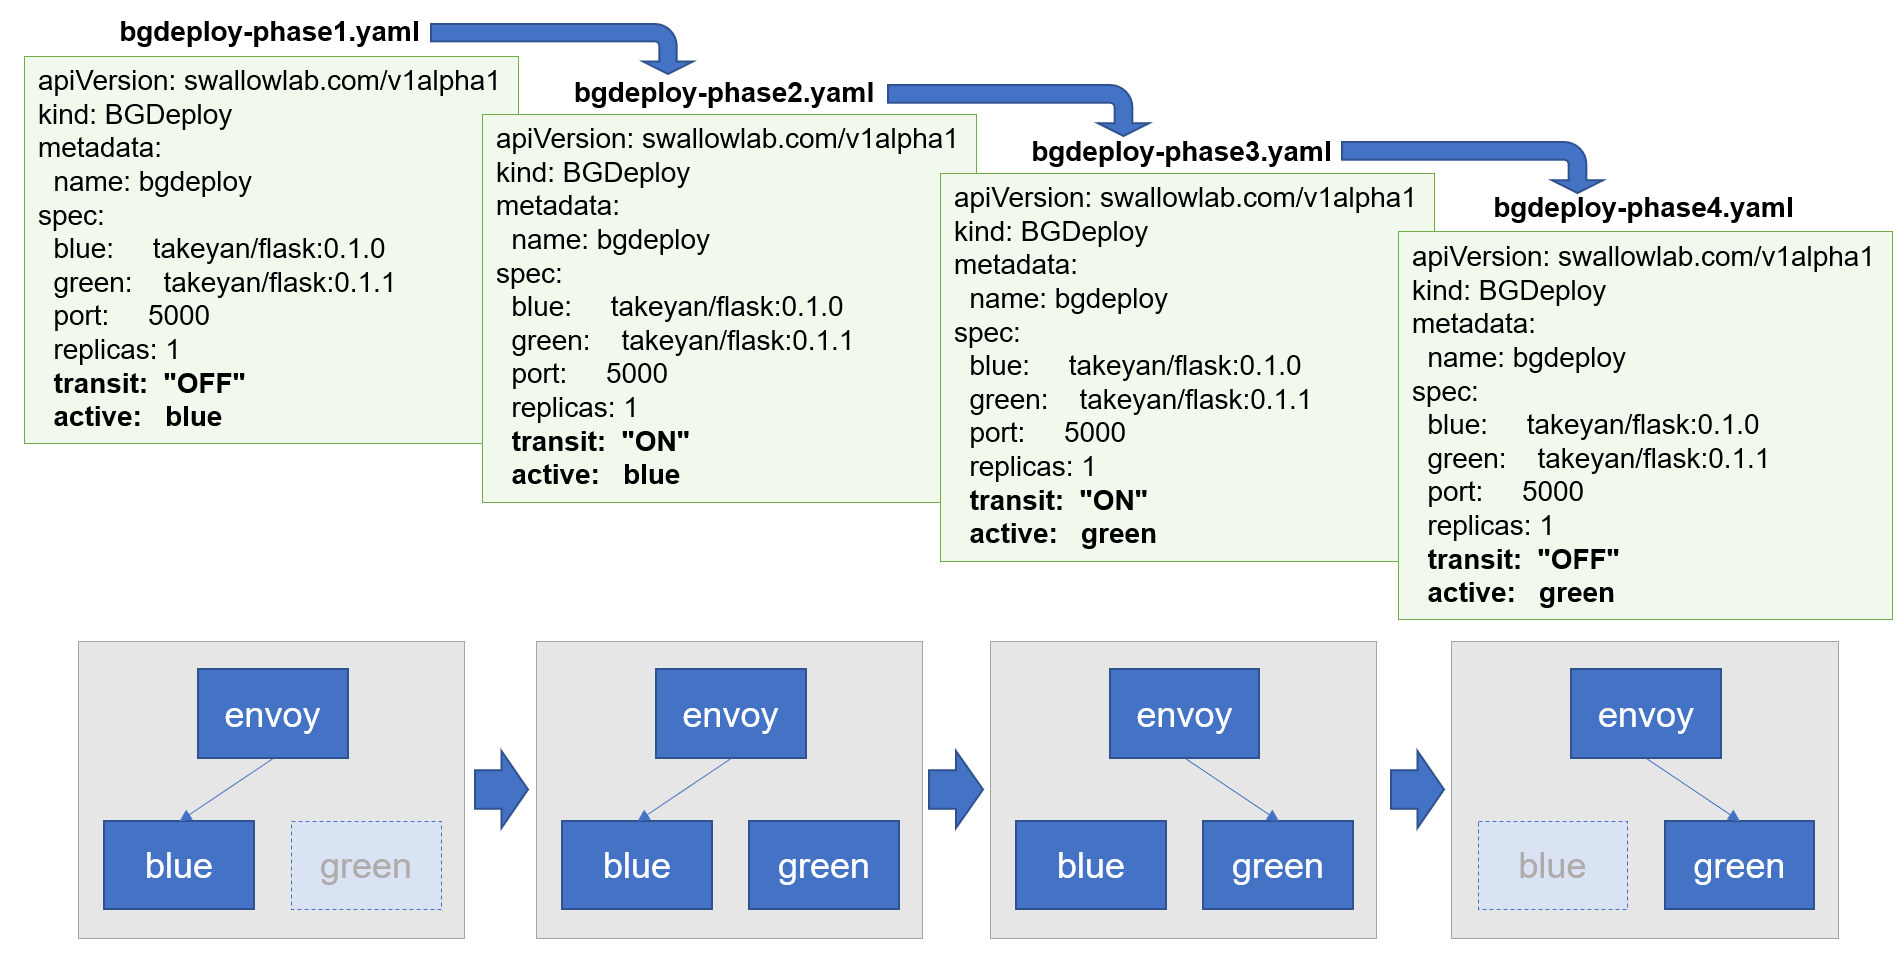 bgdeploy-phase1.yaml
apiVersion: swallowlab.com/v1alpha1
kind: BGDeploy
metadata:
  name: bgdeploy
spec:
  blue:     takeyan/flask:0.1.0
  green:    takeyan/flask:0.1.1
  port:     5000
  replicas: 1
  transit:  "OFF"
  active:   blue
bgdeploy-phase2.yaml
apiVersion: swallowlab.com/v1alpha1
kind: BGDeploy
metadata:
  name: bgdeploy
spec:
  blue:     takeyan/flask:0.1.0
  green:    takeyan/flask:0.1.1
  port:     5000
  replicas: 1
  transit:  "ON"
  active:   blue
bgdeploy-phase3.yaml
apiVersion: swallowlab.com/v1alpha1
kind: BGDeploy
metadata:
  name: bgdeploy
spec:
  blue:     takeyan/flask:0.1.0
  green:    takeyan/flask:0.1.1
  port:     5000
  replicas: 1
  transit:  "ON"
  active:   green
bgdeploy-phase4.yaml
apiVersion: swallowlab.com/v1alpha1
kind: BGDeploy
metadata:
  name: bgdeploy
spec:
  blue:     takeyan/flask:0.1.0
  green:    takeyan/flask:0.1.1
  port:     5000
  replicas: 1
  transit:  "OFF"
  active:   green
envoy
blue
green
envoy
blue
green
envoy
blue
green
envoy
blue
green